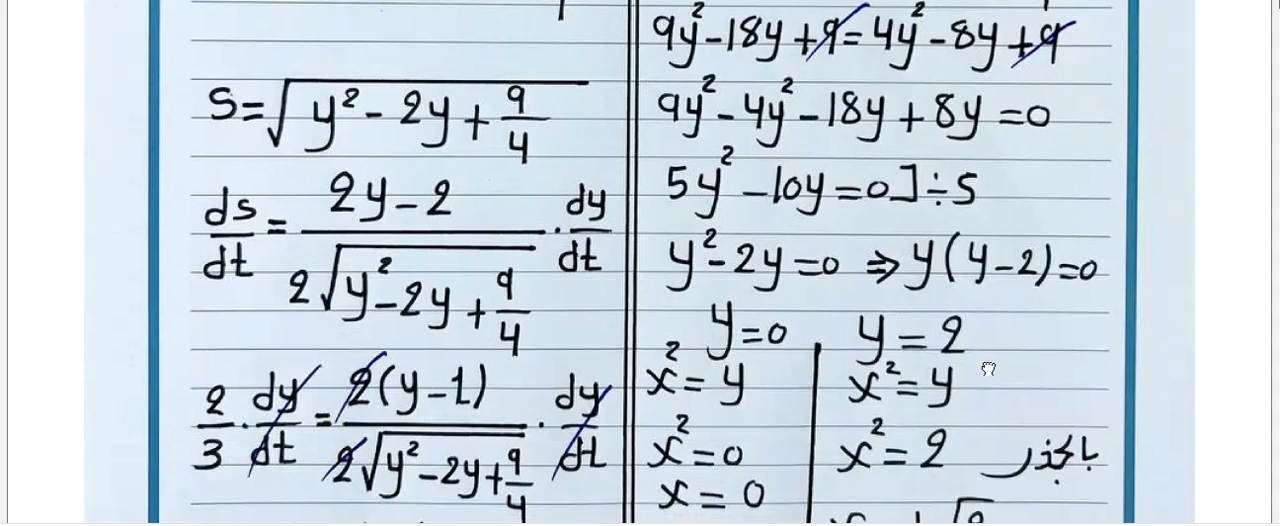 S=√(y²-2y+9/4)
ds/dt = (2y-2)/(2√(y²-2y+9/4)) · dy/dt
2/3 · dy/dt = 2(y-1)/(2√(y²-2y+9/4)) · dy/dt
9y²-18y+9=4y²-8y+9
9y²-4y²-18y+8y=0
5y²-10y=0]÷5
y²-2y=0 ⇒ y(y-2)=0
y=0 y=2
x²=y x²=y
x²=0 x²=2 بالجذر
x=0